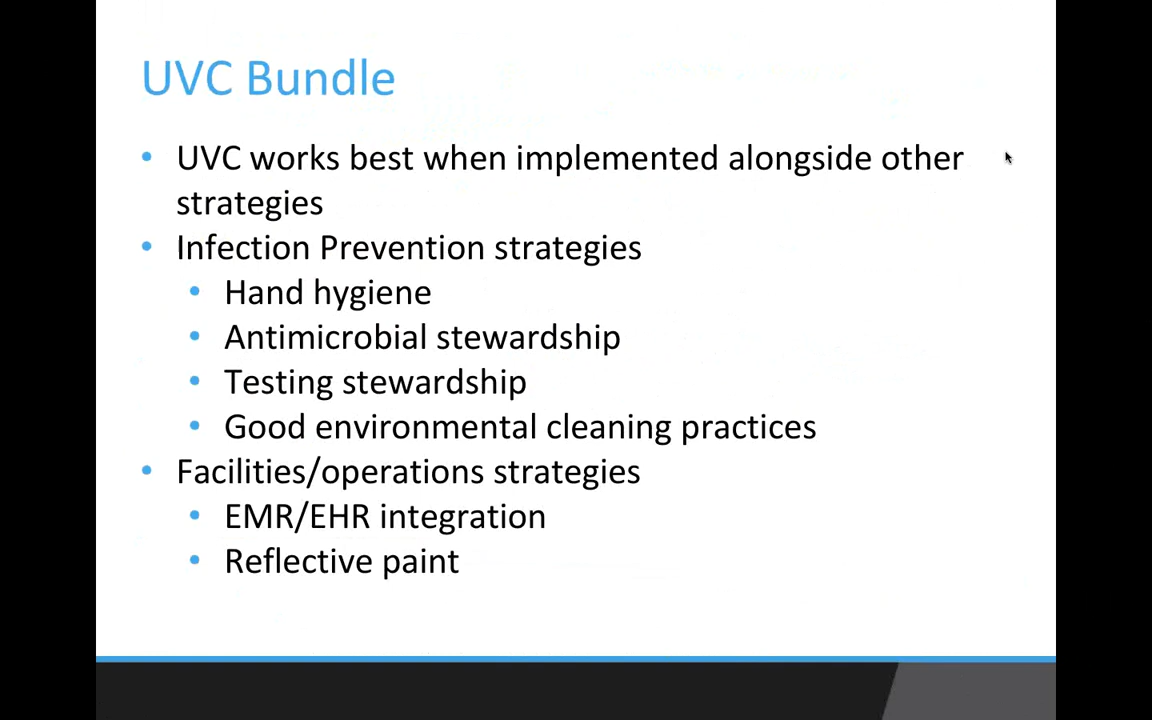 UVC Bundle
• UVC works best when implemented alongside other
strategies
• Infection Prevention strategies
• Hand hygiene
• Antimicrobial stewardship
• Testing stewardship
• Good environmental cleaning practices
• Facilities/operations strategies
• EMR/EHR integration
• Reflective paint